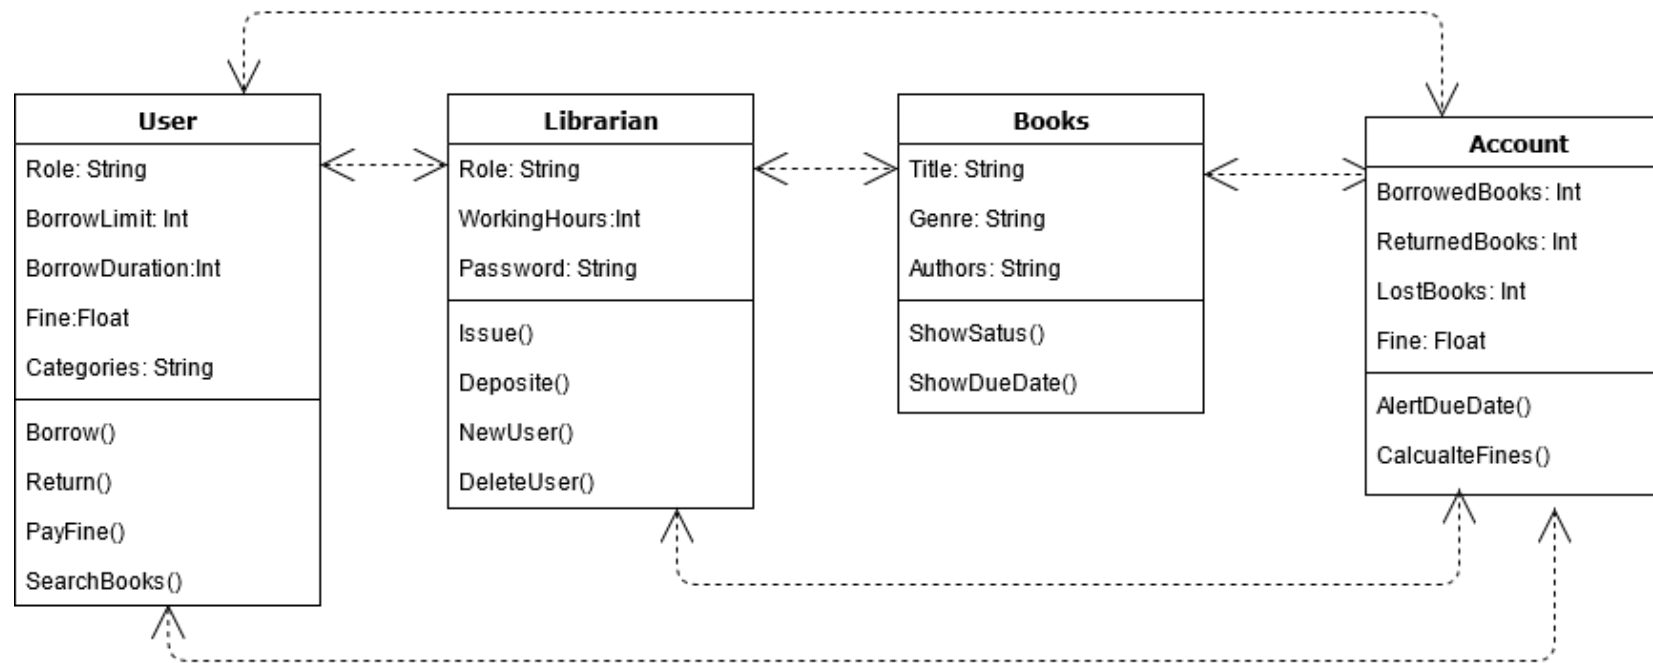 User
Role: String
BorrowLimit: Int
BorrowDuration:Int
Fine:Float
Categories: String
Borrow()
Return()
PayFine()
SearchBooks()
Librarian
Role: String
WorkingHours:Int
Password: String
Issue()
Deposite()
NewUser()
DeleteUser()
Books
Title: String
Genre: String
Authors: String
ShowSatus()
ShowDueDate()
Account
BorrowedBooks: Int
ReturnedBooks: Int
LostBooks: Int
Fine: Float
AlertDueDate()
CalcualteFines()